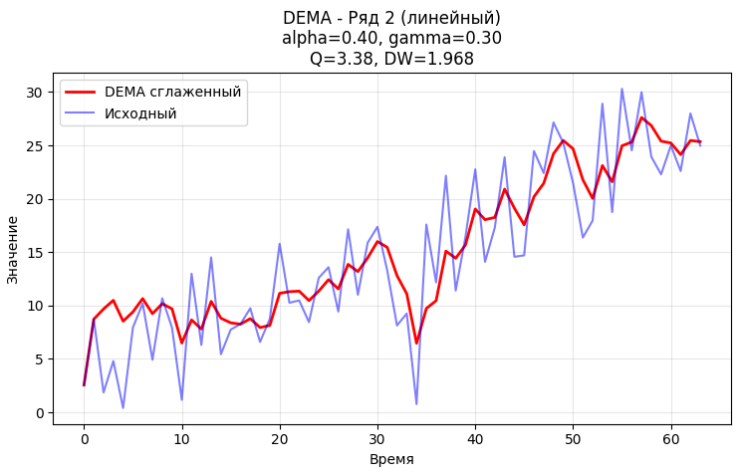 DEMA - Ряд 2 (линейный)
alpha=0.40, gamma=0.30
Q=3.38, DW=1.968
DEMA сглаженный
Исходный
30
25
20
15
10
5
0
Значение
0 10 20 30 40 50 60
Время